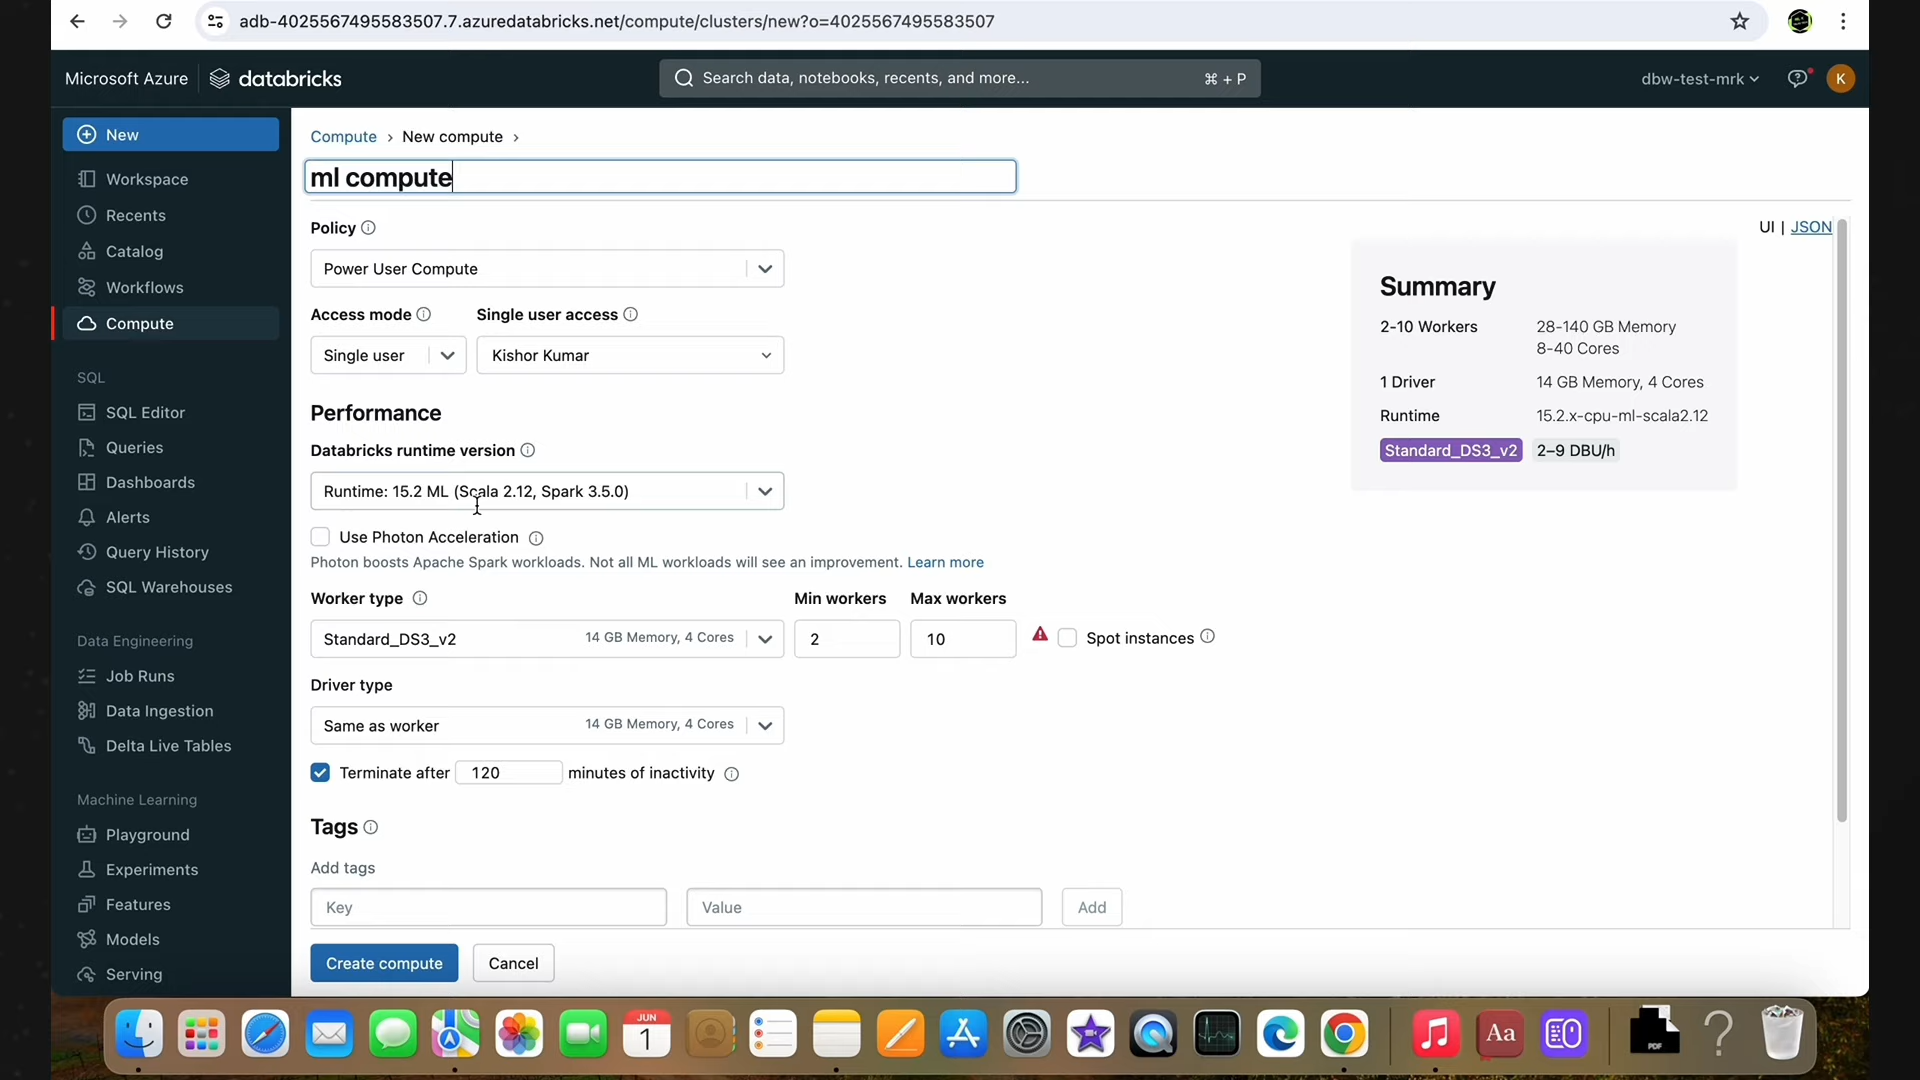 adb-4025567495583507.7.azuredatabricks.net/compute/clusters/new?o=4025567495583507
Microsoft Azure databricks Search data, notebooks, recents, and more... ⌘ + P dbw-test-mrk K
New
Workspace
Recents
Catalog
Workflows
Compute
SQL
SQL Editor
Queries
Dashboards
Alerts
Query History
SQL Warehouses
Data Engineering
Job Runs
Data Ingestion
Delta Live Tables
Machine Learning
Playground
Experiments
Features
Models
Serving
Compute › New compute ›
ml compute
UI | JSON
Policy
Power User Compute
Access mode Single user access
Single user Kishor Kumar
Performance
Databricks runtime version
Runtime: 15.2 ML (Scala 2.12, Spark 3.5.0)
Use Photon Acceleration
Photon boosts Apache Spark workloads. Not all ML workloads will see an improvement. Learn more
Worker type Min workers Max workers
Standard_DS3_v2 14 GB Memory, 4 Cores 2 10 Spot instances
Driver type
Same as worker 14 GB Memory, 4 Cores
Terminate after 120 minutes of inactivity
Tags
Add tags
Key Value Add
Create compute Cancel
Summary
2-10 Workers 28-140 GB Memory
8-40 Cores
1 Driver 14 GB Memory, 4 Cores
Runtime 15.2.x-cpu-ml-scala2.12
Standard_DS3_v2 2–9 DBU/h
JUN
1
Aa
PDF